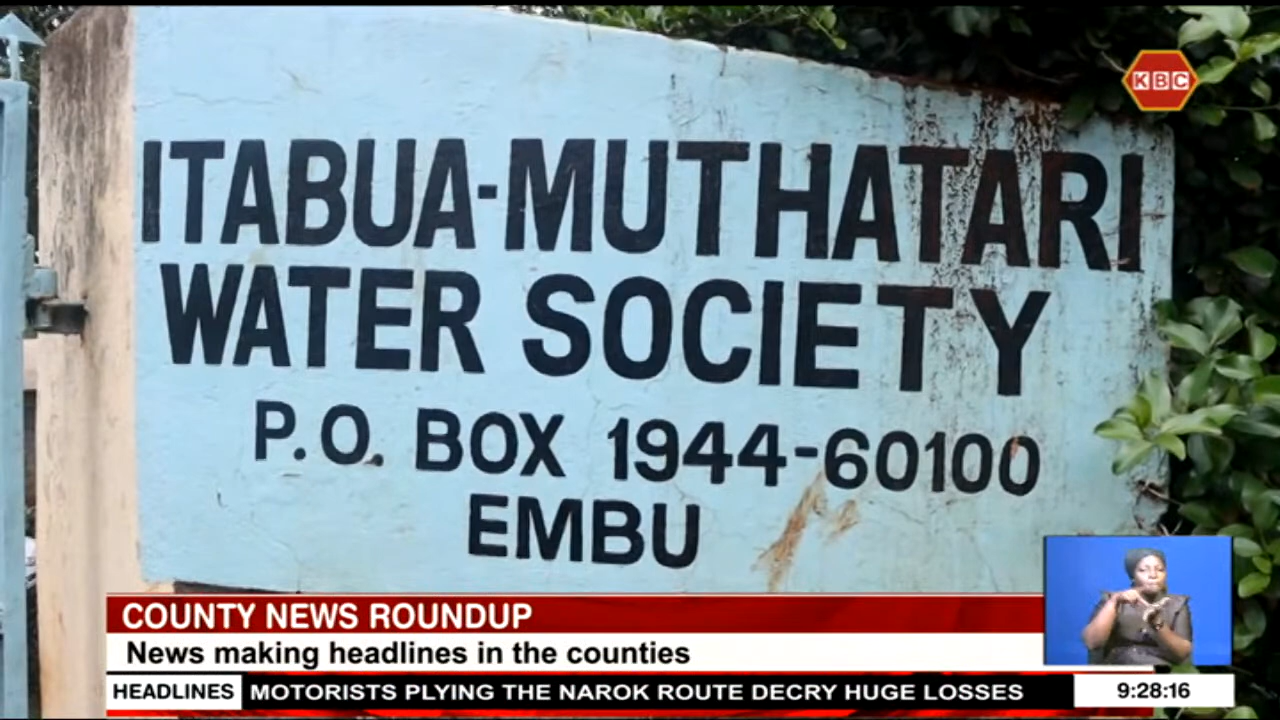 KBC
ITABUA-MUTHATARI
WATER SOCIETY
P.O. BOX 1944-60100
EMBU
COUNTY NEWS ROUNDUP
News making headlines in the counties
HEADLINES MOTORISTS PLYING THE NAROK ROUTE DECRY HUGE LOSSES 9:28:16